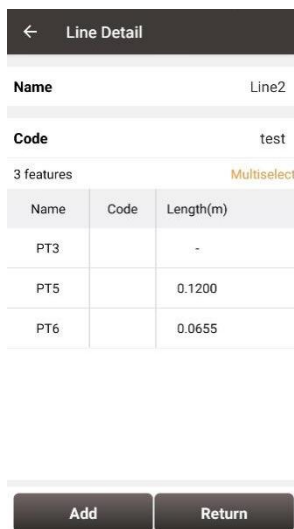 ← Line Detail
Name Line2
Code test
3 features Multiselect
Name Code Length(m)
PT3 -
PT5 0.1200
PT6 0.0655
Add Return